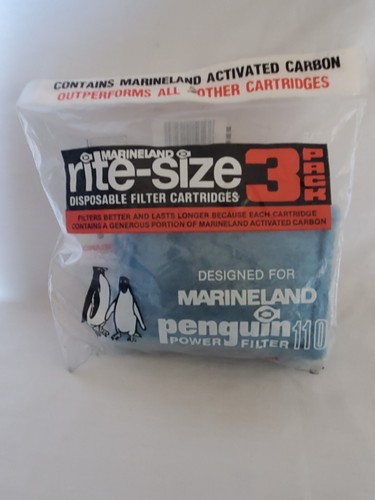 CONTAINS MARINELAND ACTIVATED CARBON
OUTPERFORMS ALL OTHER CARTRIDGES
MARINELAND
rite-size
DISPOSABLE FILTER CARTRIDGES
3 PACK
FILTERS BETTER AND LASTS LONGER BECAUSE EACH CARTRIDGE
CONTAINS A GENEROUS PORTION OF MARINELAND ACTIVATED CARBON
DESIGNED FOR
MARINELAND
penguin 110
POWER FILTER